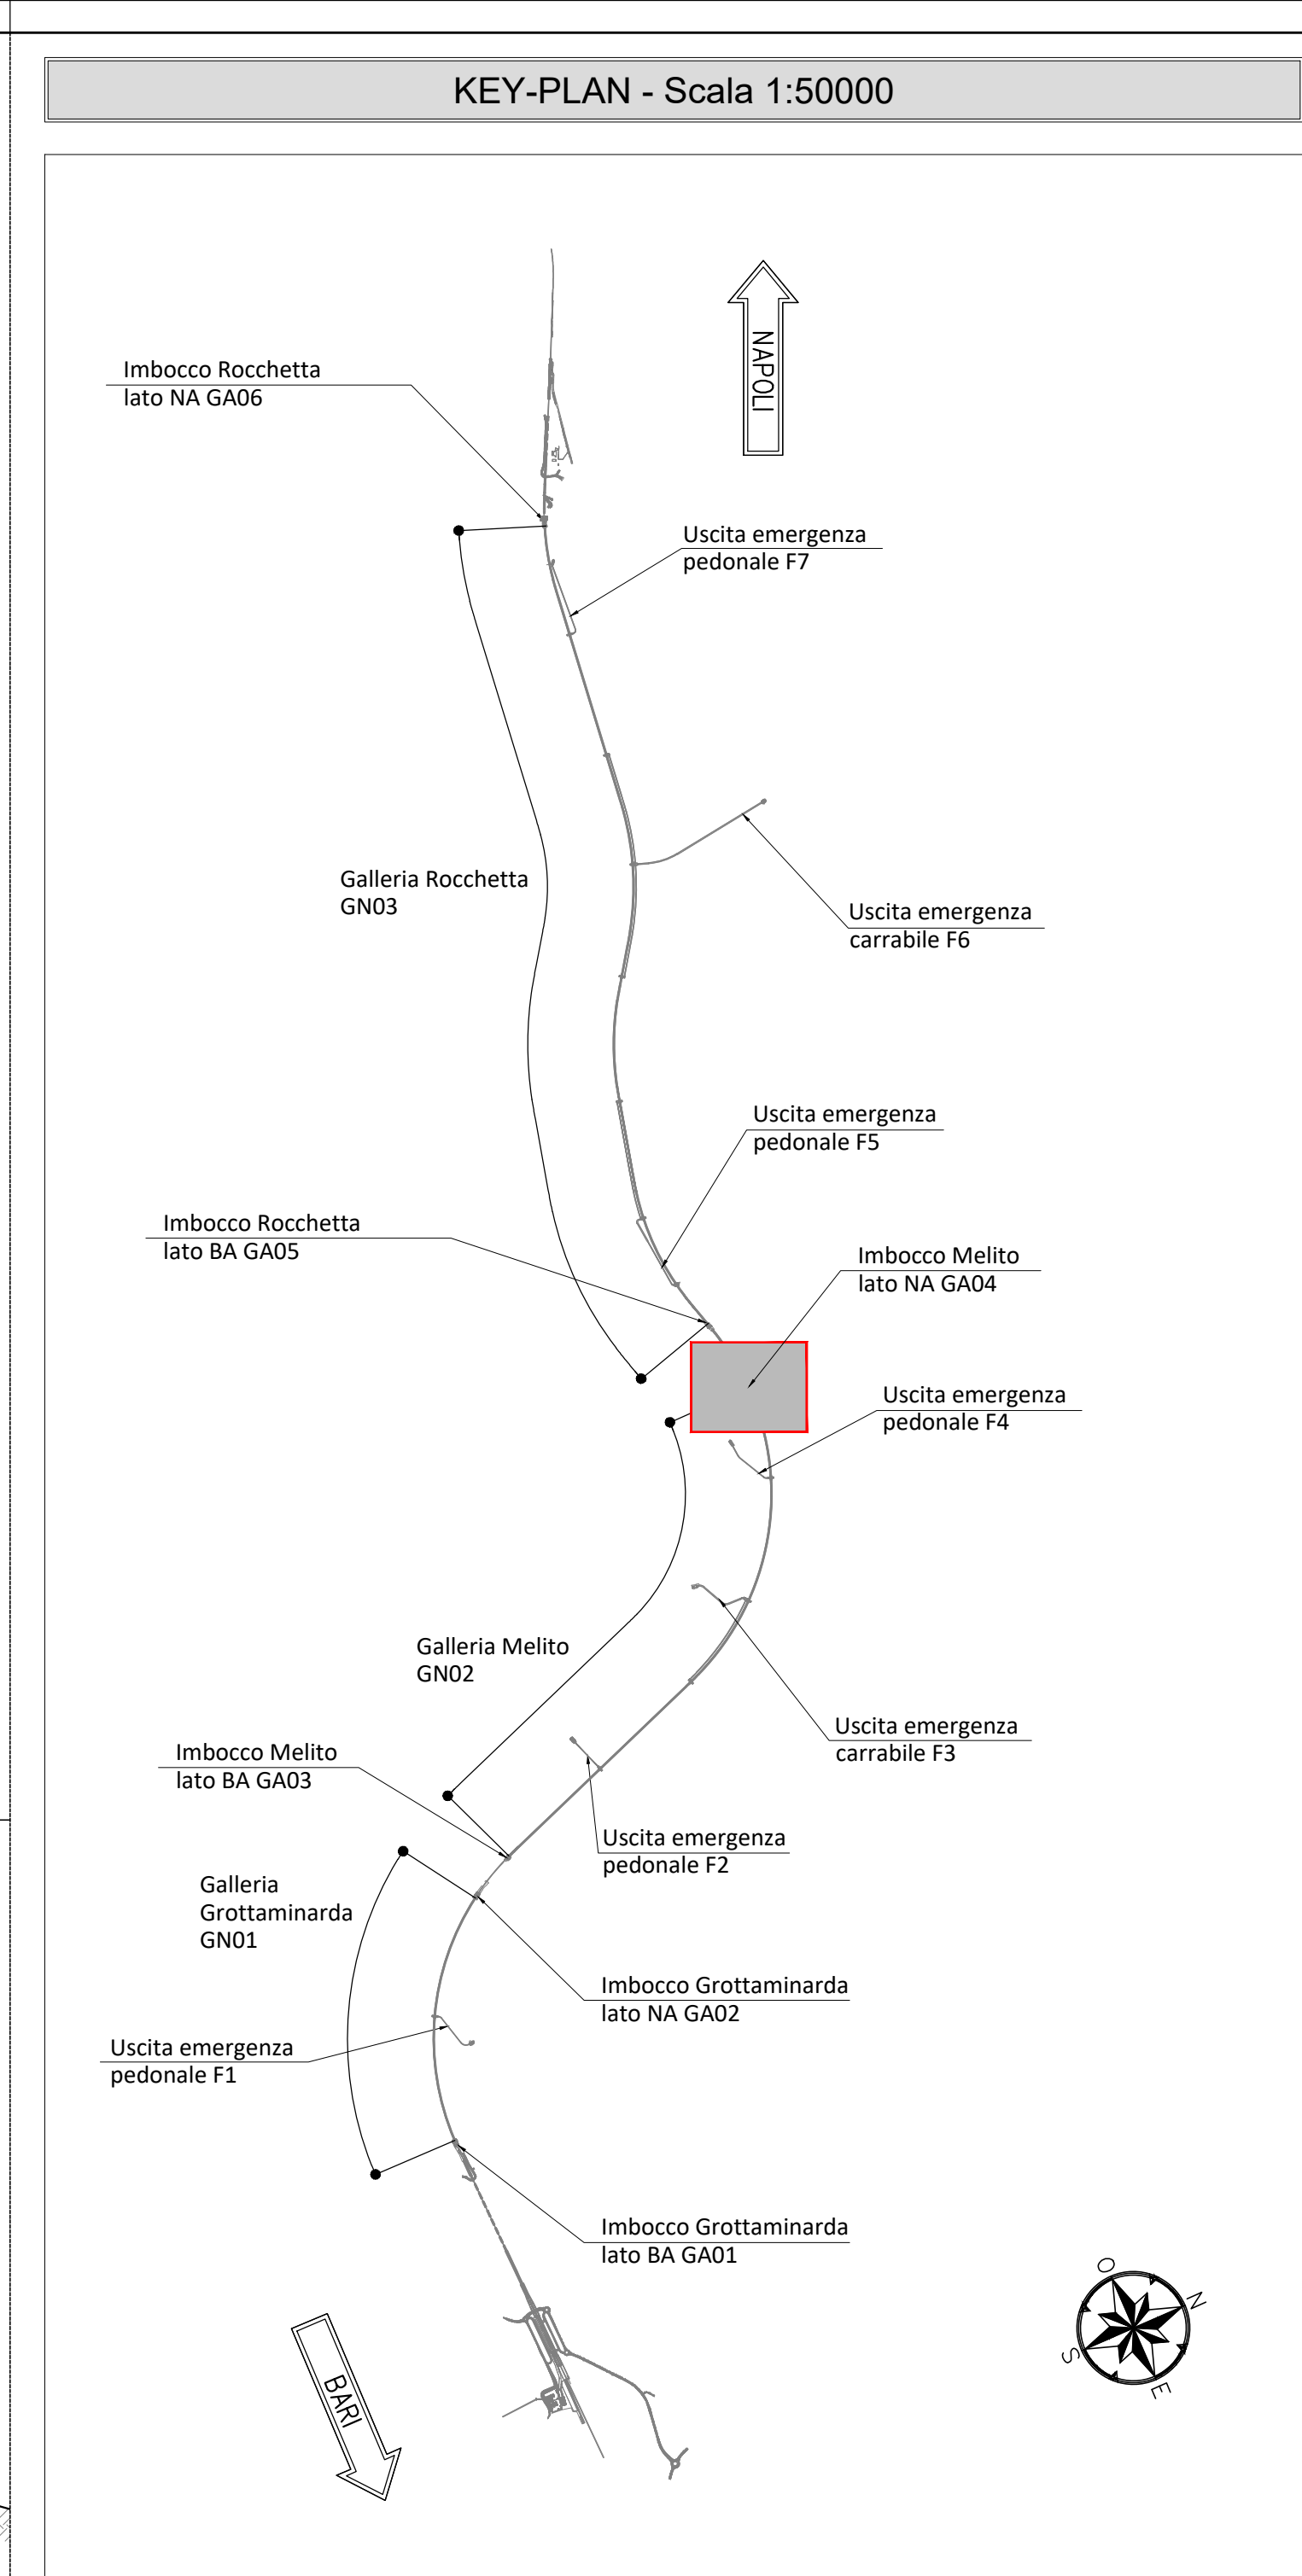 KEY-PLAN - Scala 1:50000
NAPOLI
Imbocco Rocchetta
lato NA GA06
Uscita emergenza
pedonale F7
Galleria Rocchetta
GN03
Uscita emergenza
carrabile F6
Uscita emergenza
pedonale F5
Imbocco Rocchetta
lato BA GA05
Imbocco Melito
lato NA GA04
Uscita emergenza
pedonale F4
Galleria Melito
GN02
Uscita emergenza
carrabile F3
Imbocco Melito
lato BA GA03
Uscita emergenza
pedonale F2
Galleria
Grottaminarda
GN01
Imbocco Grottaminarda
lato NA GA02
Uscita emergenza
pedonale F1
Imbocco Grottaminarda
lato BA GA01
BARI
O
N
S
E